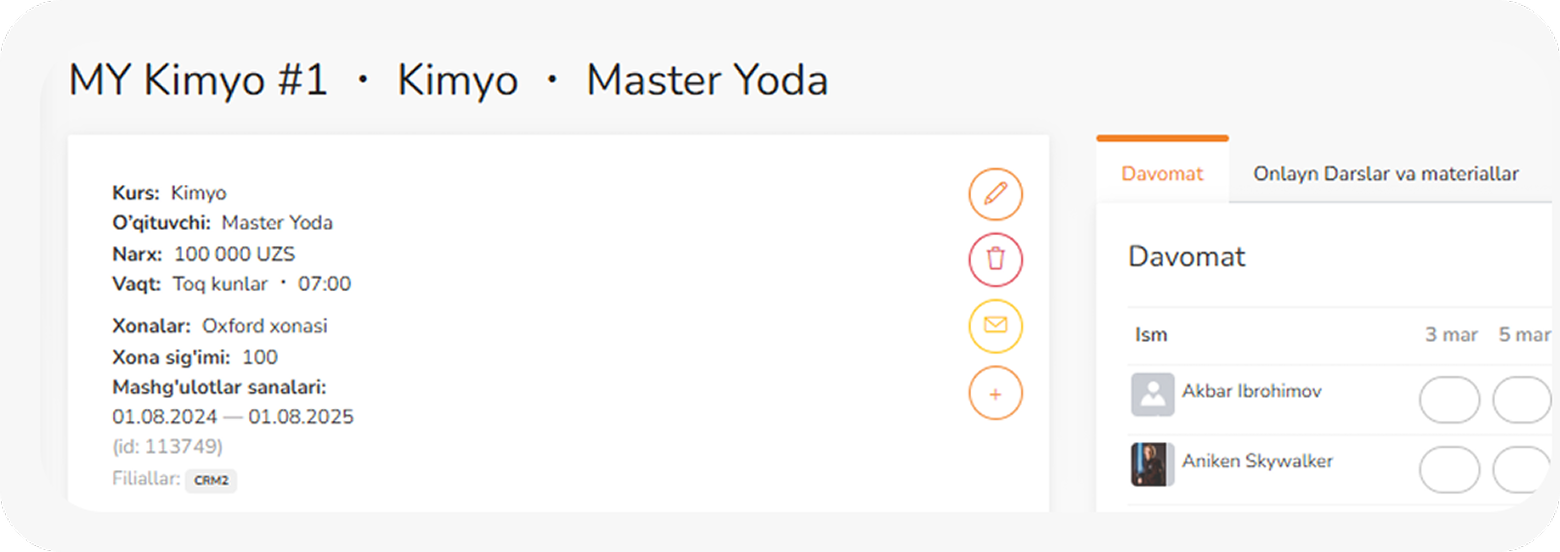 MY Kimyo #1 • Kimyo • Master Yoda
Kurs: Kimyo
O'qituvchi: Master Yoda
Narx: 100 000 UZS
Vaqt: Toq kunlar • 07:00
Xonalar: Oxford xonasi
Xona sig'imi: 100
Mashg'ulotlar sanalari:
01.08.2024 — 01.08.2025
(id: 113749)
Filiallar: CRM2
Davomat Onlayn Darslar va materiallar
Davomat
Ism 3 mar 5 mar
Akbar Ibrohimov
Aniken Skywalker